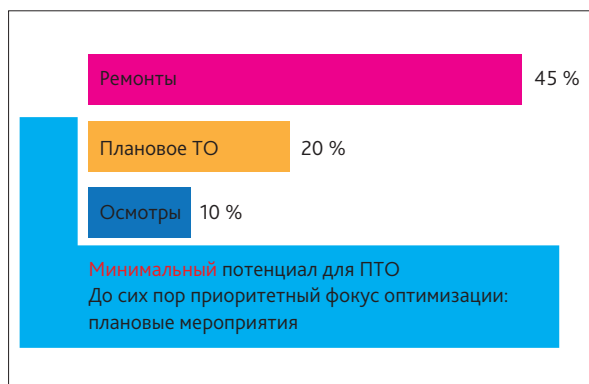 Ремонты 45 %
Плановое ТО 20 %
Осмотры 10 %
Минимальный потенциал для ПТО
До сих пор приоритетный фокус оптимизации:
плановые мероприятия